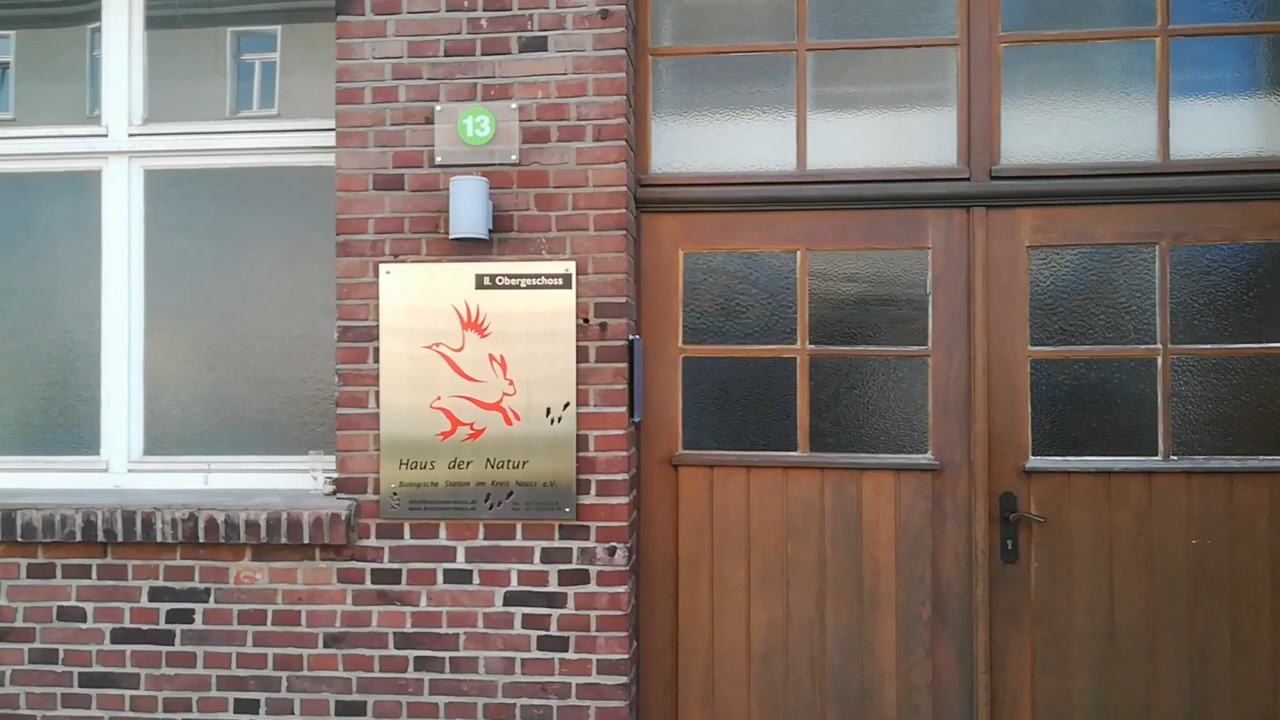 13
II. Obergeschoss
Haus der Natur
Biologische Station im Kreis Neuss e.V.